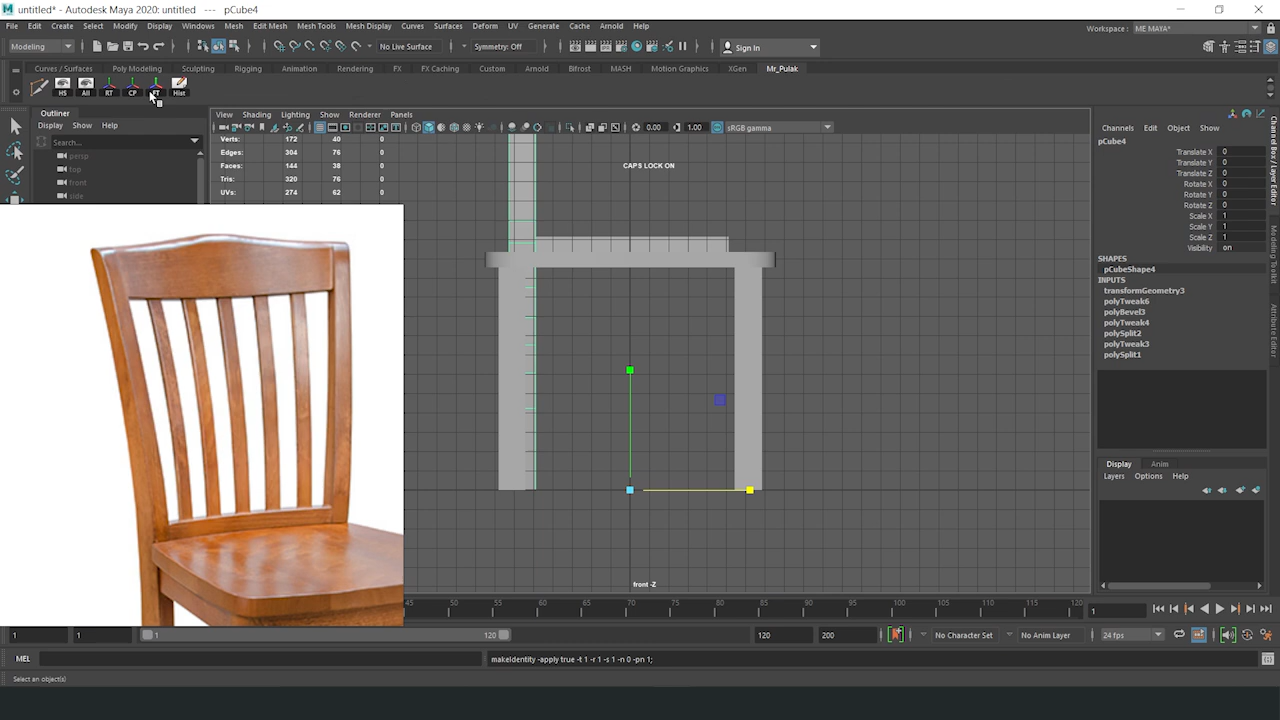 untitled* - Autodesk Maya 2020: untitled --- pCube4
File Edit Create Select Modify Display Windows Mesh Edit Mesh Mesh Tools Mesh Display Curves Surfaces Deform UV Generate Cache Arnold Help
Workspace : ME MAYA*
Modeling
No Live Surface
Symmetry: Off
Sign In
Curves / Surfaces Poly Modeling Sculpting Rigging Animation Rendering FX FX Caching Custom Arnold Bifrost MASH Motion Graphics XGen Mr_Pulak
HS All RT CP FT Hist
Outliner
Display Show Help
Search...
persp
top
front
side
View Shading Lighting Show Renderer Panels
0.00 1.00 sRGB gamma
Verts: 172 40 0
Edges: 304 76 0
Faces: 144 38 0
Tris: 320 76 0
UVs: 274 62 0
CAPS LOCK ON
front -Z
Channels Edit Object Show
pCube4
Translate X 0
Translate Y 0
Translate Z 0
Rotate X 0
Rotate Y 0
Rotate Z 0
Scale X 1
Scale Y 1
Scale Z 1
Visibility on
SHAPES
pCubeShape4
INPUTS
transformGeometry3
polyTweak6
polyBevel3
polyTweak4
polySplit2
polyTweak3
polySplit1
Display Anim
Layers Options Help
Channel Box / Layer Editor
Modeling Toolkit
Attribute Editor
45 50 55 60 65 70 75 80 85 90 95 100 105 110 115 120
1
1 1 1 120 120 200
No Character Set
No Anim Layer
24 fps
MEL
makeIdentity -apply true -t 1 -r 1 -s 1 -n 0 -pn 1;
Select an object(s)